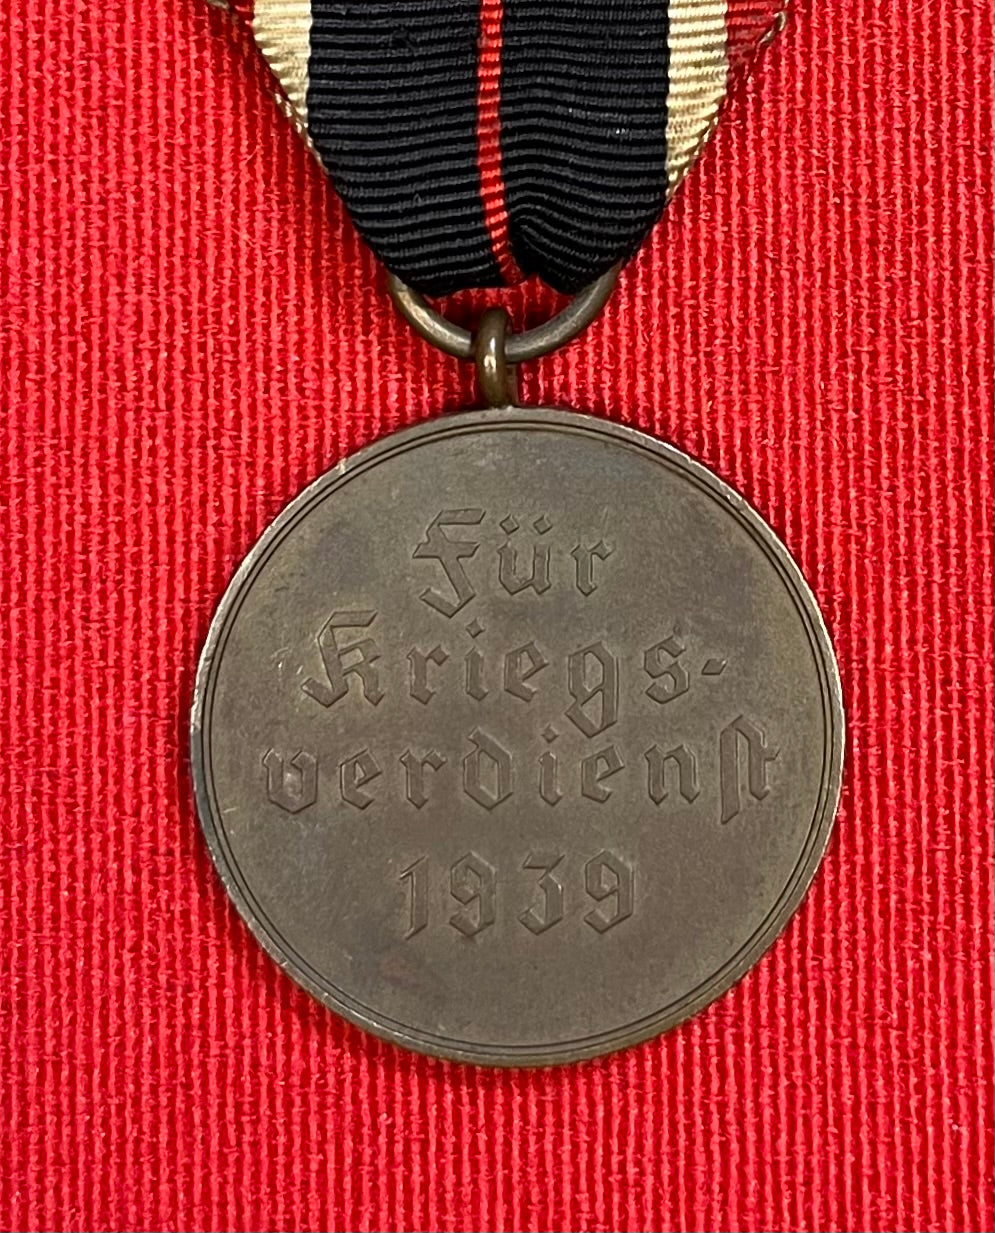 Für
Kriegs-
verdienſt
1939